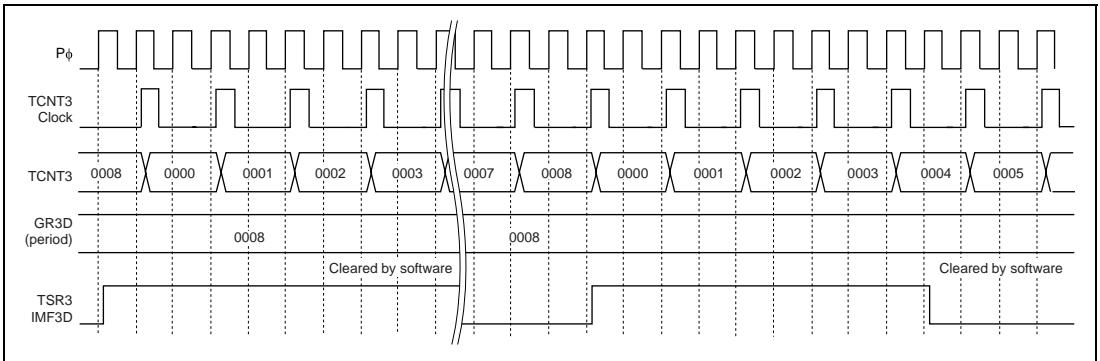 Pϕ
TCNT3
Clock
TCNT3
0008 0000 0001 0002 0003 0007 0008 0000 0001 0002 0003 0004 0005
GR3D
(period)
0008 0008
Cleared by software Cleared by software
TSR3
IMF3D